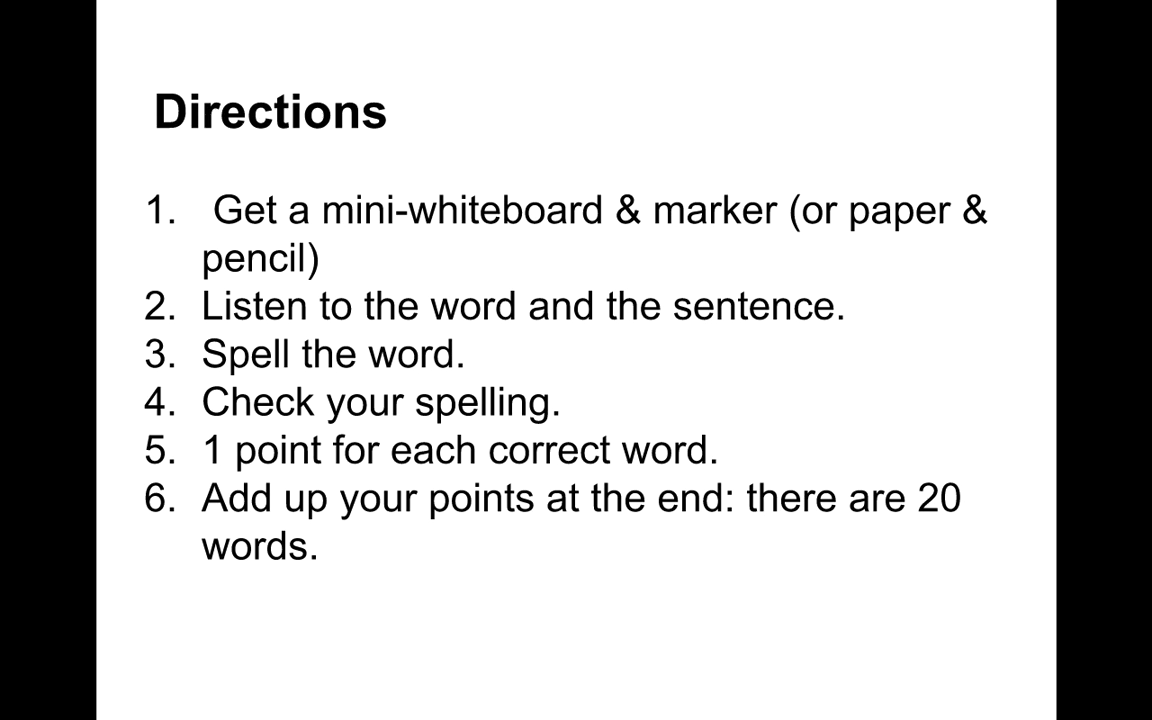 Directions
1. Get a mini-whiteboard & marker (or paper &
pencil)
2. Listen to the word and the sentence.
3. Spell the word.
4. Check your spelling.
5. 1 point for each correct word.
6. Add up your points at the end: there are 20
words.